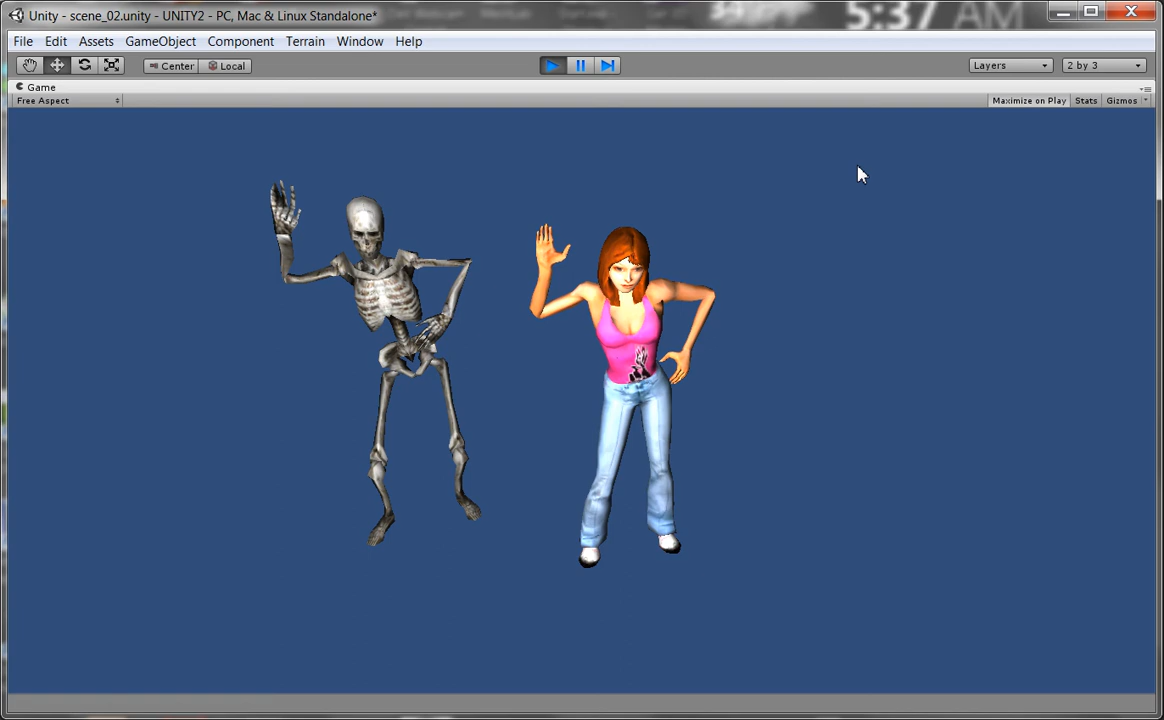 Unity - scene_02.unity - UNITY2 - PC, Mac & Linux Standalone*
5:37 AM
File Edit Assets GameObject Component Terrain Window Help
Center Local Layers 2 by 3
Game
Free Aspect Maximize on Play Stats Gizmos